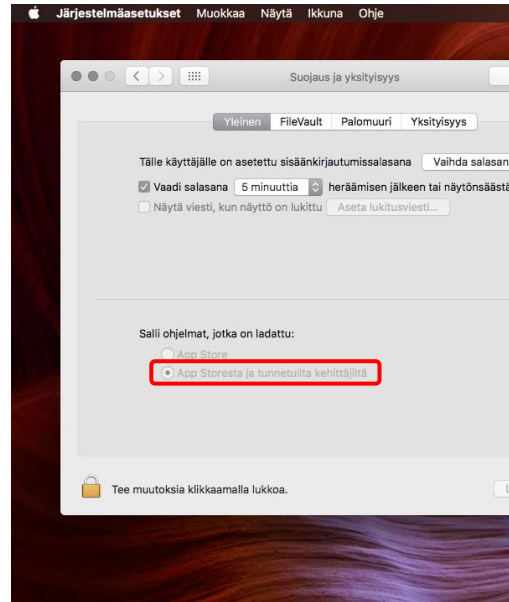 Järjestelmäasetukset Muokkaa Näytä Ikkuna Ohje
Suojaus ja yksityisyys
Yleinen FileVault Palomuuri Yksityisyys
Tälle käyttäjälle on asetettu sisäänkirjautumissalasana Vaihda salasan
Vaadi salasana 5 minuuttia heräämisen jälkeen tai näytönsäästä
Näytä viesti, kun näyttö on lukittu Aseta lukitusviesti...
Salli ohjelmat, jotka on ladattu:
App Store
App Storesta ja tunnetuilta kehittäjiltä
Tee muutoksia klikkaamalla lukkoa.